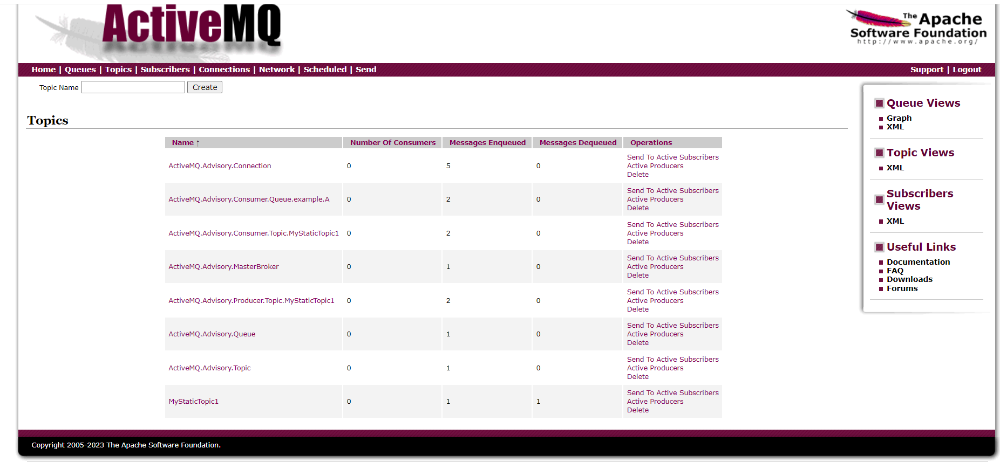 ActiveMQ
The Apache
Software Foundation
http://www.apache.org/
Home | Queues | Topics | Subscribers | Connections | Network | Scheduled | Send
Support | Logout
Topic Name Create
Topics
Name ↑ Number Of Consumers Messages Enqueued Messages Dequeued Operations
ActiveMQ.Advisory.Connection 0 5 0 Send To Active Subscribers
Active Producers
Delete
ActiveMQ.Advisory.Consumer.Queue.example.A 0 2 0 Send To Active Subscribers
Active Producers
Delete
ActiveMQ.Advisory.Consumer.Topic.MyStaticTopic1 0 2 0 Send To Active Subscribers
Active Producers
Delete
ActiveMQ.Advisory.MasterBroker 0 1 0 Send To Active Subscribers
Active Producers
Delete
ActiveMQ.Advisory.Producer.Topic.MyStaticTopic1 0 2 0 Send To Active Subscribers
Active Producers
Delete
ActiveMQ.Advisory.Queue 0 1 0 Send To Active Subscribers
Active Producers
Delete
ActiveMQ.Advisory.Topic 0 1 0 Send To Active Subscribers
Active Producers
Delete
MyStaticTopic1 0 1 1 Send To Active Subscribers
Active Producers
Delete
Queue Views
Graph
XML
Topic Views
XML
Subscribers
Views
XML
Useful Links
Documentation
FAQ
Downloads
Forums
Copyright 2005-2023 The Apache Software Foundation.